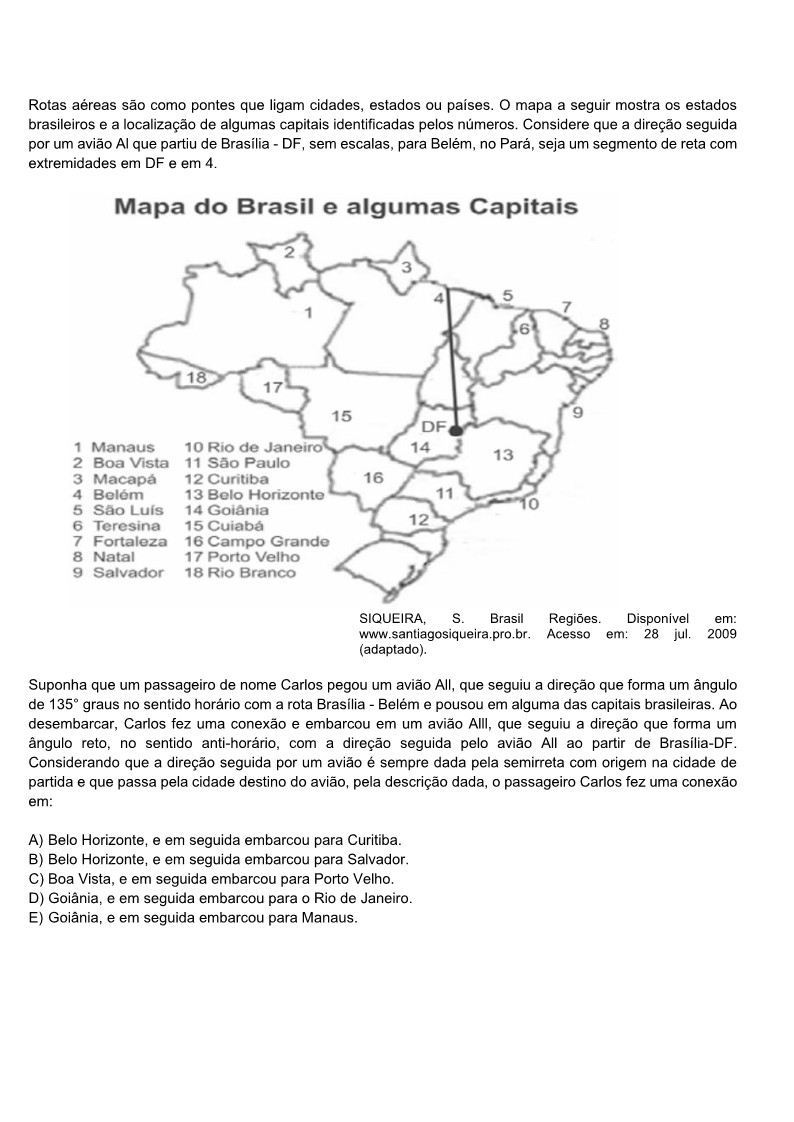 Rotas aéreas são como pontes que ligam cidades, estados ou países. O mapa a seguir mostra os estados
brasileiros e a localização de algumas capitais identificadas pelos números. Considere que a direção seguida
por um avião Al que partiu de Brasília - DF, sem escalas, para Belém, no Pará, seja um segmento de reta com
extremidades em DF e em 4.
Mapa do Brasil e algumas Capitais
2
3
4
5
1
7
6
8
18
17
15
9
DF
14
13
16
11
10
12
1 Manaus 10 Rio de Janeiro
2 Boa Vista 11 São Paulo
3 Macapá 12 Curitiba
4 Belém 13 Belo Horizonte
5 São Luís 14 Goiânia
6 Teresina 15 Cuiabá
7 Fortaleza 16 Campo Grande
8 Natal 17 Porto Velho
9 Salvador 18 Rio Branco
SIQUEIRA, S. Brasil Regiões. Disponível em:
www.santiagosiqueira.pro.br. Acesso em: 28 jul. 2009
(adaptado).
Suponha que um passageiro de nome Carlos pegou um avião All, que seguiu a direção que forma um ângulo
de 135° graus no sentido horário com a rota Brasília - Belém e pousou em alguma das capitais brasileiras. Ao
desembarcar, Carlos fez uma conexão e embarcou em um avião Alll, que seguiu a direção que forma um
ângulo reto, no sentido anti-horário, com a direção seguida pelo avião All ao partir de Brasília-DF.
Considerando que a direção seguida por um avião é sempre dada pela semirreta com origem na cidade de
partida e que passa pela cidade destino do avião, pela descrição dada, o passageiro Carlos fez uma conexão
em:
A) Belo Horizonte, e em seguida embarcou para Curitiba.
B) Belo Horizonte, e em seguida embarcou para Salvador.
C) Boa Vista, e em seguida embarcou para Porto Velho.
D) Goiânia, e em seguida embarcou para o Rio de Janeiro.
E) Goiânia, e em seguida embarcou para Manaus.